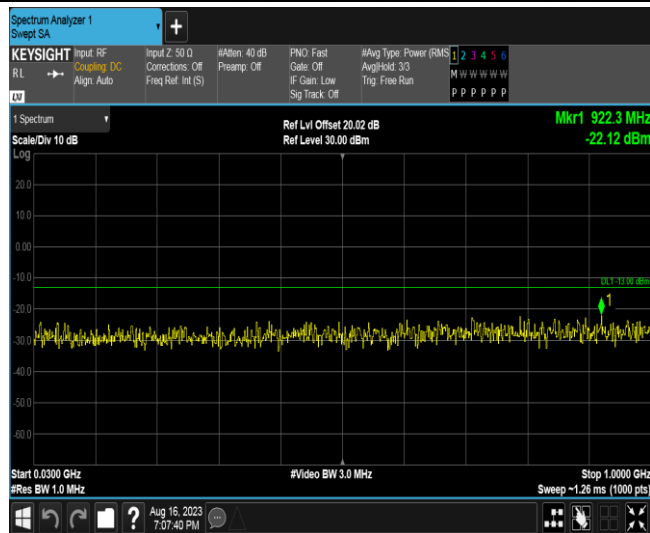 Spectrum Analyzer 1
Swept SA
KEYSIGHT
RL
LXI
Input: RF
Coupling: DC
Align: Auto
Input Z: 50 Ω
Corrections: Off
Freq Ref: Int (S)
#Atten: 40 dB
Preamp: Off
PNO: Fast
Gate: Off
IF Gain: Low
Sig Track: Off
#Avg Type: Power (RMS
Avg|Hold: 3/3
Trig: Free Run
1 2 3 4 5 6
M W W W W W
P P P P P P
1 Spectrum
Scale/Div 10 dB
Log
Ref Lvl Offset 20.02 dB
Ref Level 30.00 dBm
Mkr1 922.3 MHz
-22.12 dBm
20.0
10.0
0.00
-10.0
DL1 -13.00 dBm
1
-20.0
-30.0
-40.0
-50.0
-60.0
Start 0.0300 GHz
#Res BW 1.0 MHz
#Video BW 3.0 MHz
Stop 1.0000 GHz
Sweep ~1.26 ms (1000 pts)
?
Aug 16, 2023
7:07:40 PM